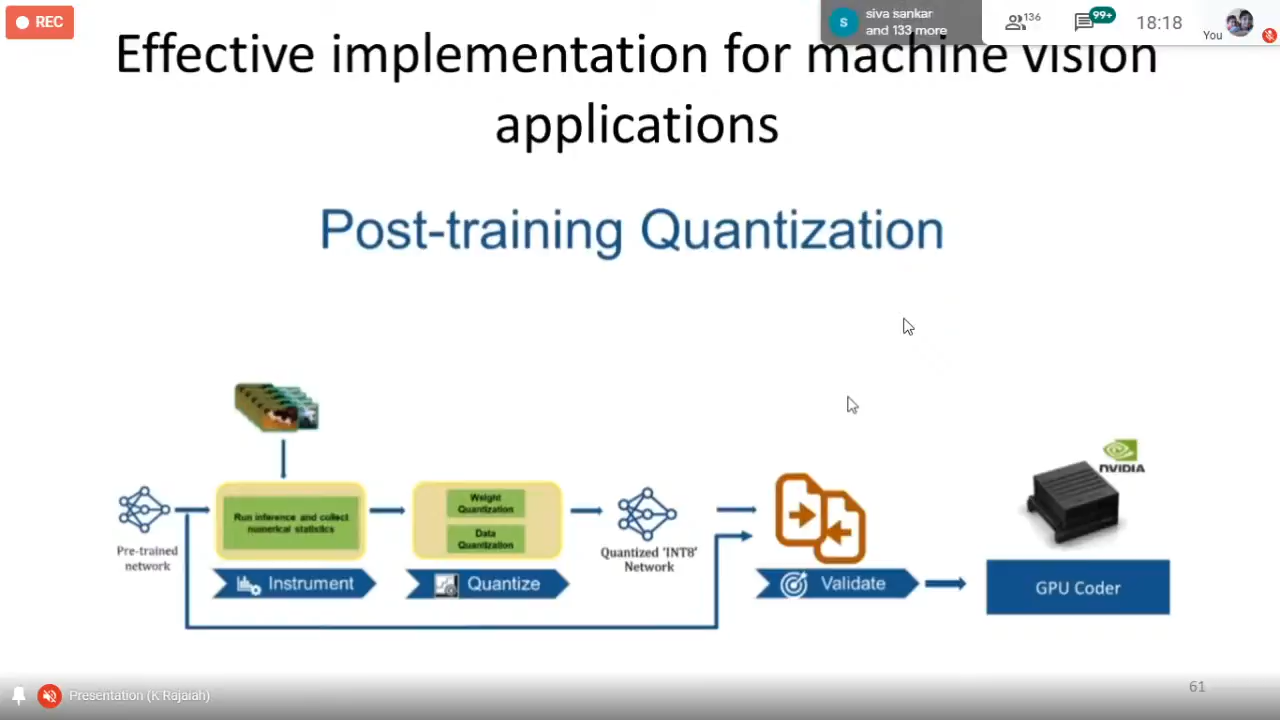 REC
siva sankar
and 133 more
136
99+
18:18
You
Effective implementation for machine vision
applications
Post-training Quantization
NVIDIA
Run inference and collect
numerical statistics
Weight
Quantization
Data
Quantization
Pre-trained
network
Quantized 'INT8'
Network
Instrument
Quantize
Validate
GPU Coder
Presentation (K Rajaiah)
61